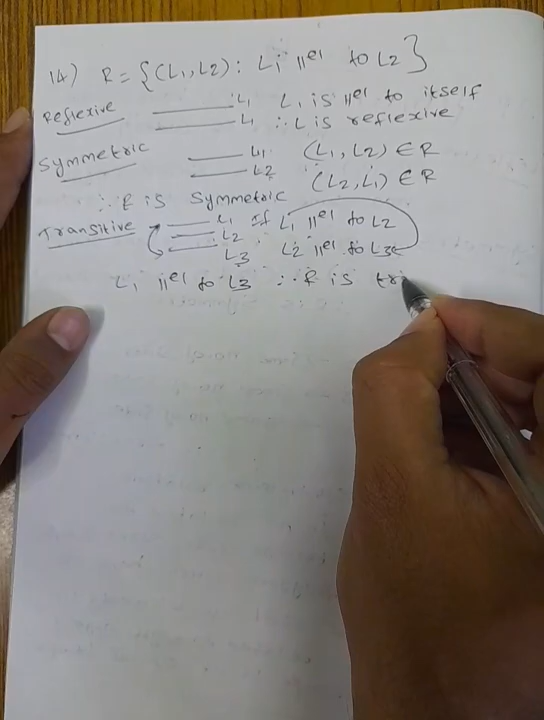 14) R = {(L1, L2) : L1 ||el to L2}
Reflexive L1 L1 is ||el to itself
L1 ∴ L is reflexive
Symmetric L1 (L1, L2) ∈ R
L2 (L2, L1) ∈ R
∴ R is Symmetric
Transitive L1 If L1 ||el to L2
L2
L3 L2 ||el to L3
L1 ||el to L3 ∴ R is tr